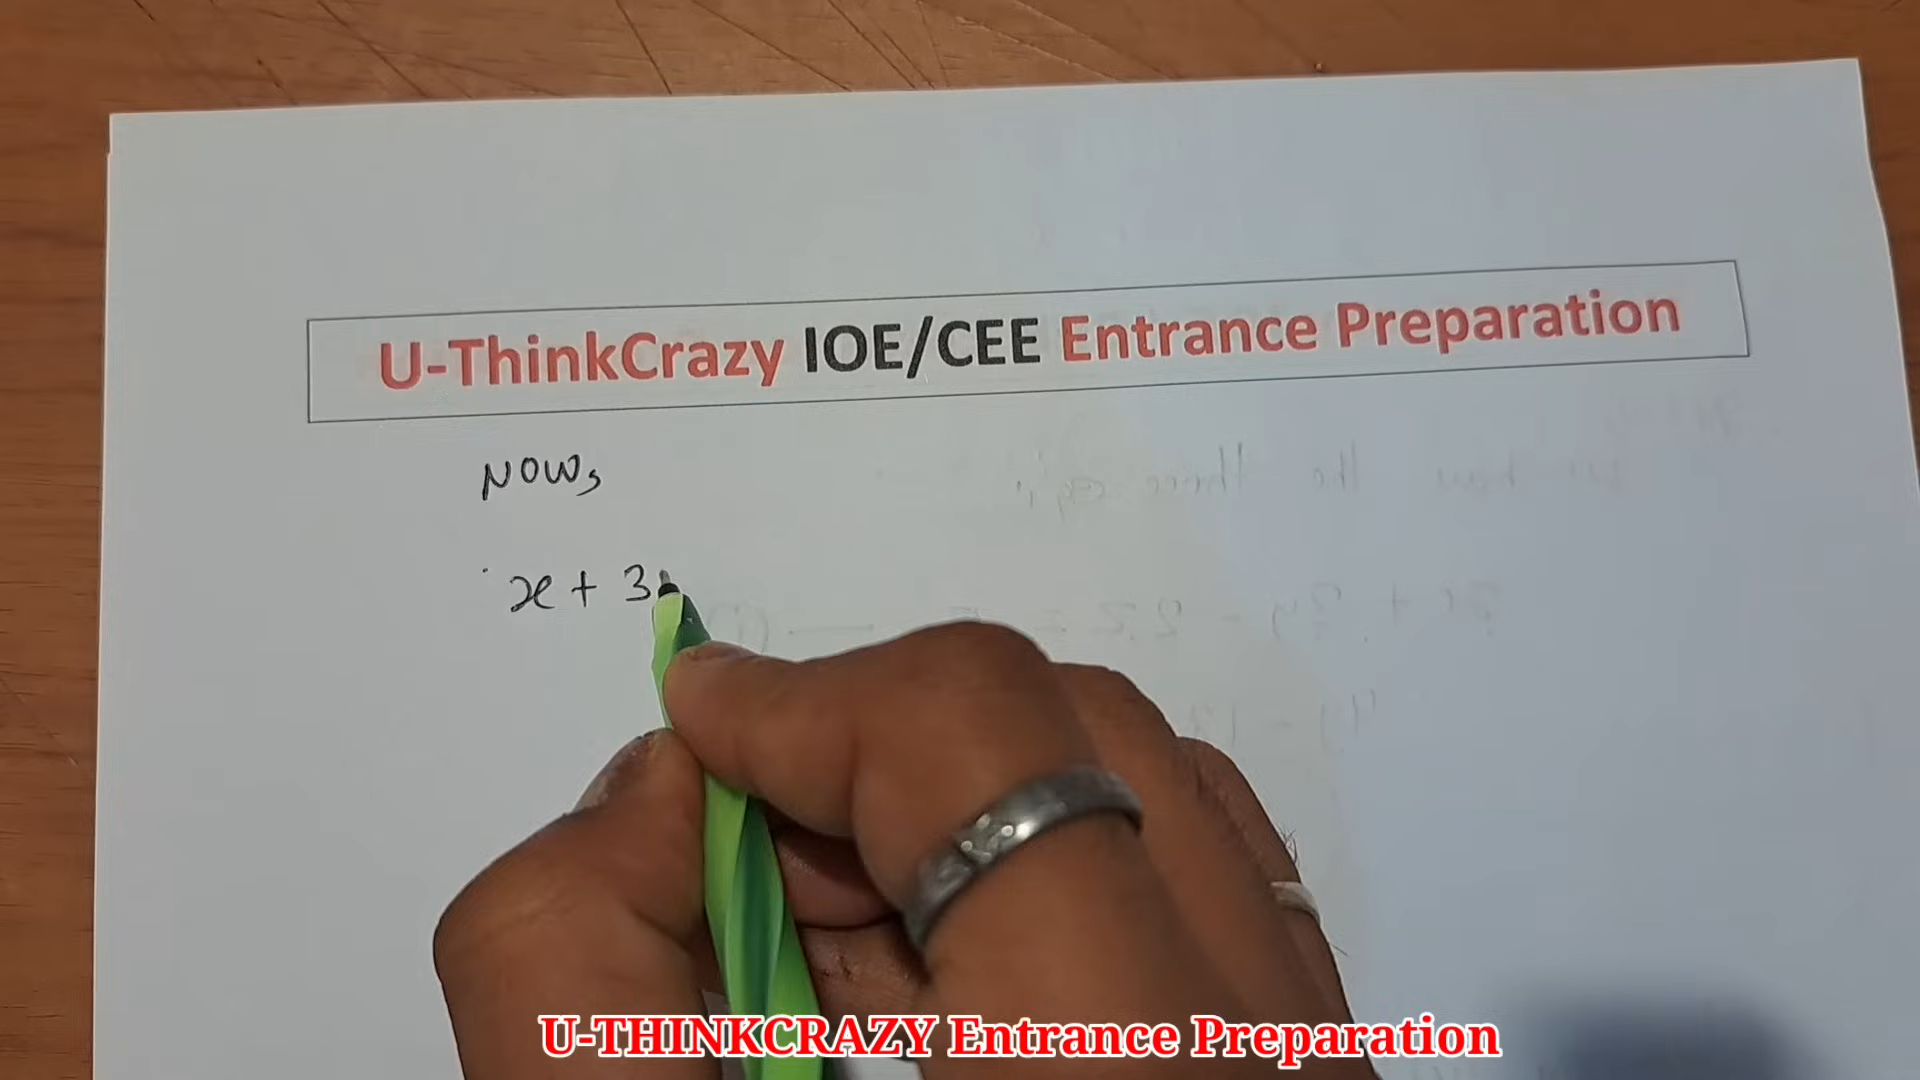 U-ThinkCrazy IOE/CEE Entrance Preparation
Now,
x + 3
U-THINKCRAZY Entrance Preparation